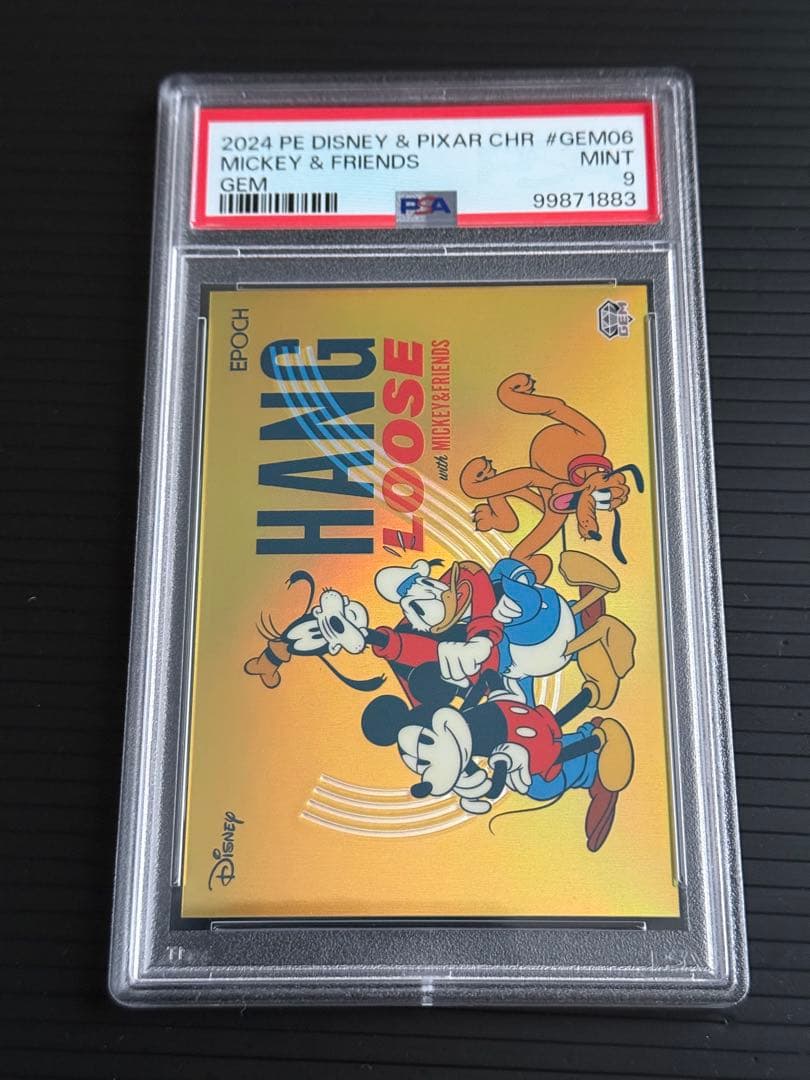 2024 PE DISNEY & PIXAR CHR #GEM06
MICKEY & FRIENDS MINT
GEM 9
PSA 99871883
EPOCH
HANG
LOOSE
with MICKEY&FRIENDS
GEM
Disney